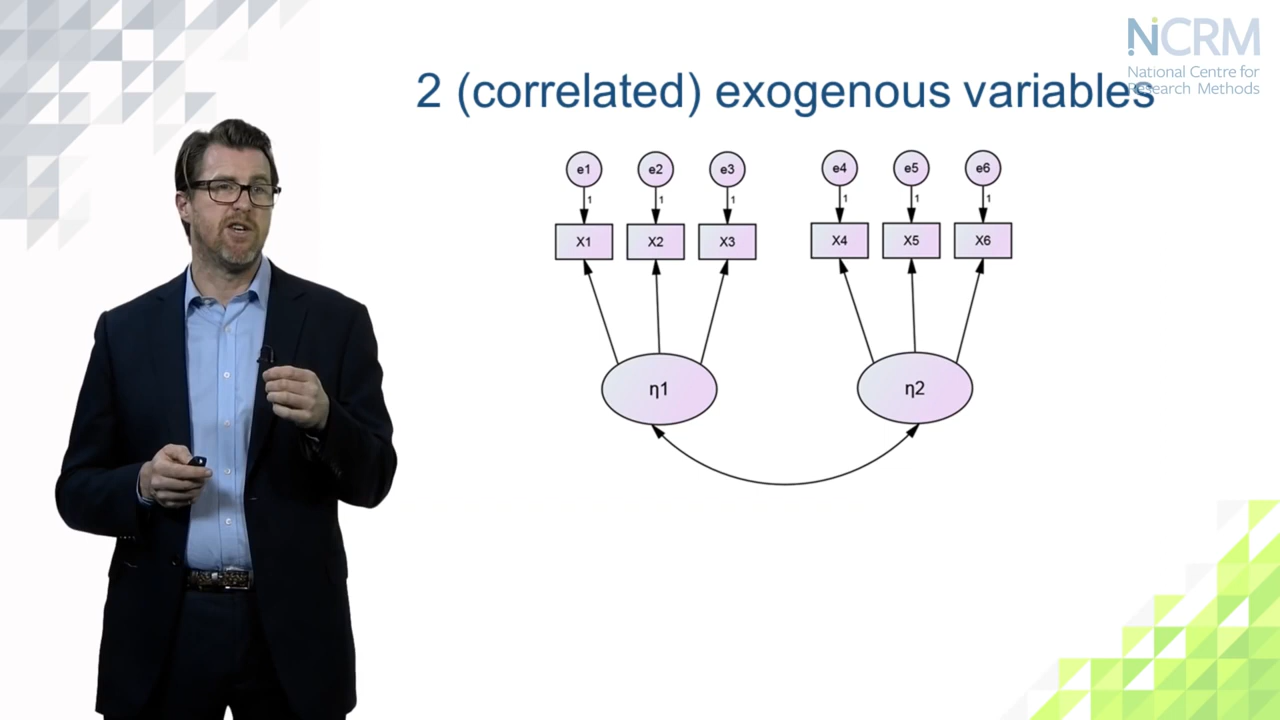 NCRM
National Centre for
Research Methods
2 (correlated) exogenous variables
e1 e2 e3 e4 e5 e6
1 1 1 1 1 1
X1 X2 X3 X4 X5 X6
η1 η2